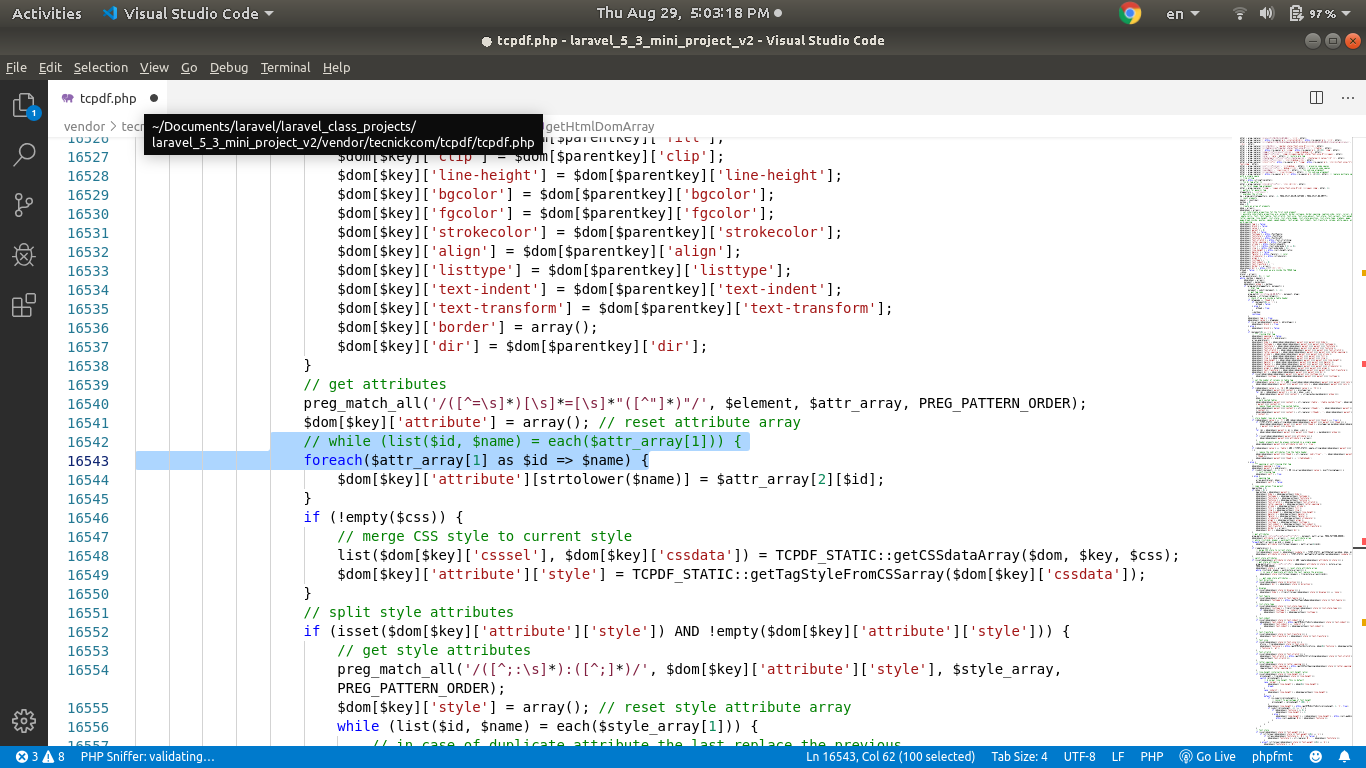 Activities Visual Studio Code Thu Aug 29, 5:03:18 PM en 97%
tcpdf.php - laravel_5_3_mini_project_v2 - Visual Studio Code
File Edit Selection View Go Debug Terminal Help
1 tcpdf.php
vendor getHtmlDomArray
~/Documents/laravel/laravel_class_projects/
laravel_5_3_mini_project_v2/vendor/tecnickcom/tcpdf/tcpdf.php
16526 $dom[$parentkey]['fill'];
16527 $dom[$key]['clip'] = $dom[$parentkey]['clip'];
16528 $dom[$key]['line-height'] = $dom[$parentkey]['line-height'];
16529 $dom[$key]['bgcolor'] = $dom[$parentkey]['bgcolor'];
16530 $dom[$key]['fgcolor'] = $dom[$parentkey]['fgcolor'];
16531 $dom[$key]['strokecolor'] = $dom[$parentkey]['strokecolor'];
16532 $dom[$key]['align'] = $dom[$parentkey]['align'];
16533 $dom[$key]['listtype'] = $dom[$parentkey]['listtype'];
16534 $dom[$key]['text-indent'] = $dom[$parentkey]['text-indent'];
16535 $dom[$key]['text-transform'] = $dom[$parentkey]['text-transform'];
16536 $dom[$key]['border'] = array();
16537 $dom[$key]['dir'] = $dom[$parentkey]['dir'];
16538 }
16539 // get attributes
16540 preg_match_all('/([^=\s]*)[\s]*=[\s]*"([^"]*)"/', $element, $attr_array, PREG_PATTERN_ORDER);
16541 $dom[$key]['attribute'] = array(); // reset attribute array
16542 // while (list($id, $name) = each($attr_array[1])) {
16543 foreach($attr_array[1] as $id => $name) {
16544 $dom[$key]['attribute'][strtolower($name)] = $attr_array[2][$id];
16545 }
16546 if (!empty($css)) {
16547 // merge CSS style to current style
16548 list($dom[$key]['csssel'], $dom[$key]['cssdata']) = TCPDF_STATIC::getCSSdataArray($dom, $key, $css);
16549 $dom[$key]['attribute']['style'] = TCPDF_STATIC::getTagStyleFromCSSarray($dom[$key]['cssdata']);
16550 }
16551 // split style attributes
16552 if (isset($dom[$key]['attribute']['style']) AND !empty($dom[$key]['attribute']['style'])) {
16553 // get style attributes
16554 preg_match_all('/([^;:\s]*):([^;]*)/', $dom[$key]['attribute']['style'], $style_array,
PREG_PATTERN_ORDER);
16555 $dom[$key]['style'] = array(); // reset style attribute array
16556 while (list($id, $name) = each($style_array[1])) {
16557 // in case of duplicate attribute the last replace the previous
3 8 PHP Sniffer: validating... Ln 16543, Col 62 (100 selected) Tab Size: 4 UTF-8 LF PHP Go Live phpfmt